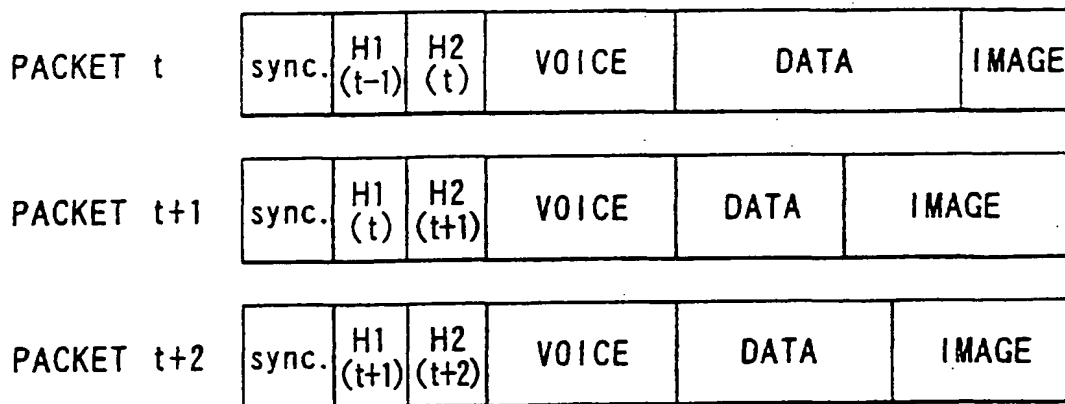 PACKET t sync. H1 (t-1) H2 (t) VOICE DATA IMAGE
PACKET t+1 sync. H1 (t) H2 (t+1) VOICE DATA IMAGE
PACKET t+2 sync. H1 (t+1) H2 (t+2) VOICE DATA IMAGE